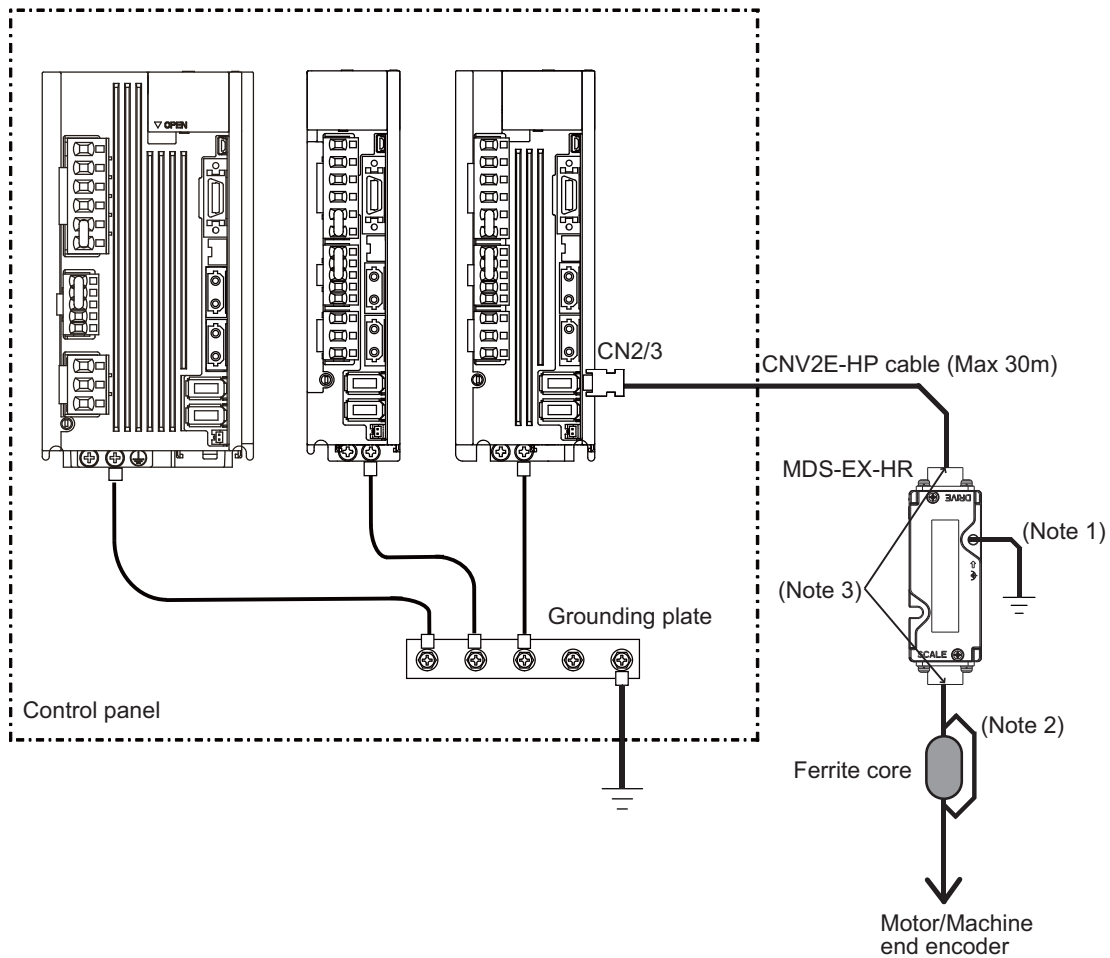 ▽ OPEN
CN2/3
CNV2E-HP cable (Max 30m)
MDS-EX-HR
DRIVE
(Note 1)
(Note 3)
Grounding plate
SCALE
Control panel
(Note 2)
Ferrite core
Motor/Machine
end encoder